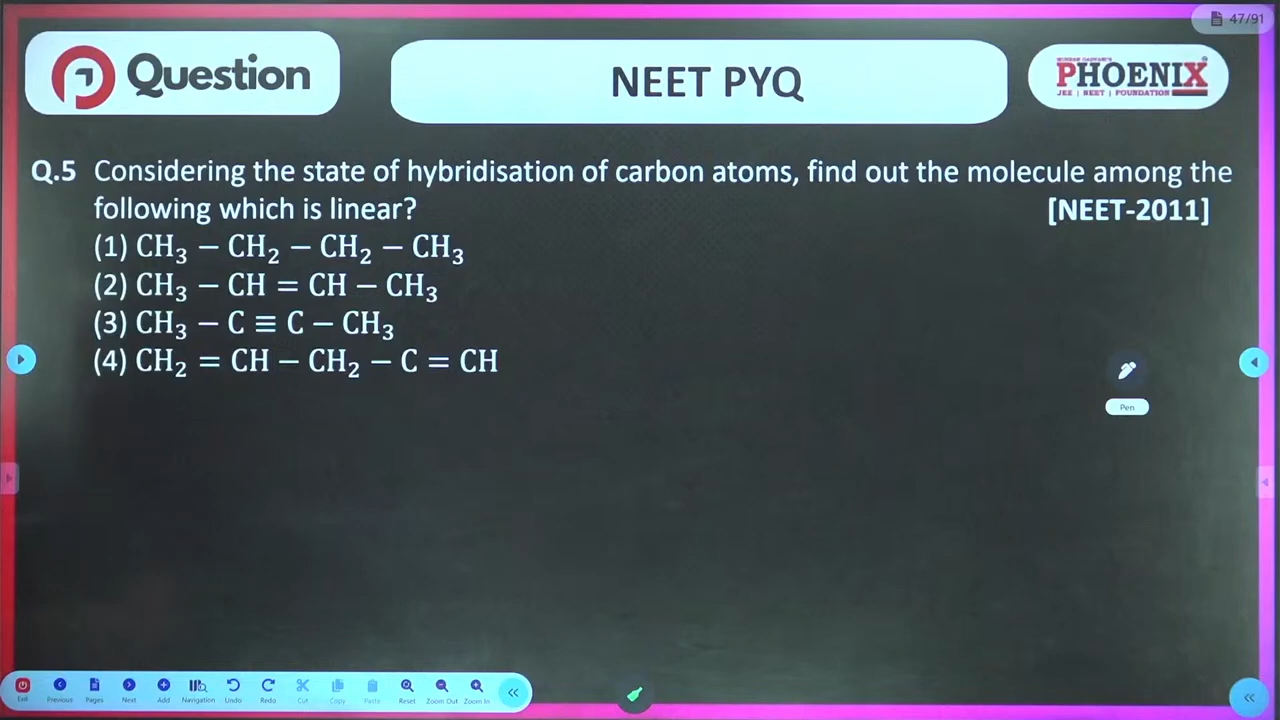 47/91
Question
NEET PYQ
PHOENIX
JEE | NEET | FOUNDATION
Q.5 Considering the state of hybridisation of carbon atoms, find out the molecule among the
following which is linear? [NEET-2011]
(1) CH₃ − CH₂ − CH₂ − CH₃
(2) CH₃ − CH = CH − CH₃
(3) CH₃ − C ≡ C − CH₃
(4) CH₂ = CH − CH₂ − C = CH
Pen
Exit Previous Pages Next Add Navigation Undo Redo Cut Copy Paste Reset Zoom Out Zoom In